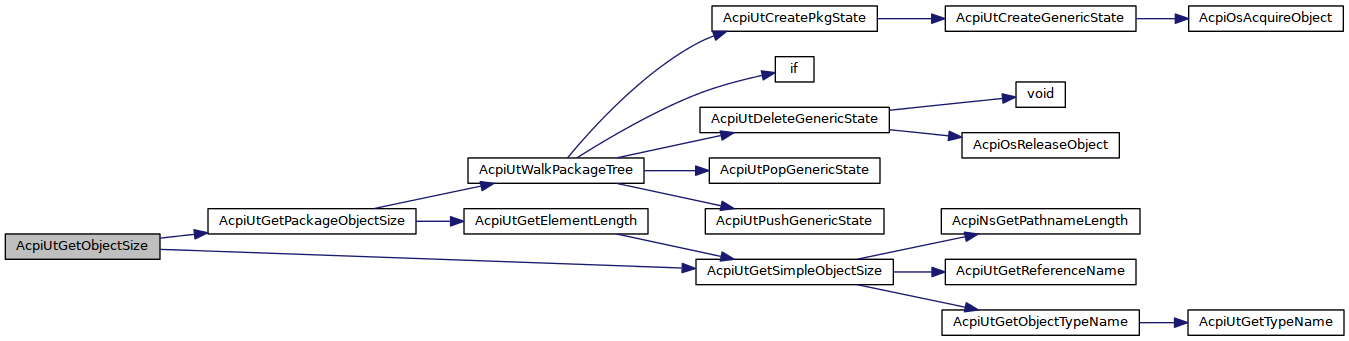 AcpiUtCreatePkgState
AcpiUtCreateGenericState
AcpiOsAcquireObject
if
void
AcpiUtDeleteGenericState
AcpiOsReleaseObject
AcpiUtWalkPackageTree
AcpiUtPopGenericState
AcpiUtGetPackageObjectSize
AcpiUtGetElementLength
AcpiUtPushGenericState
AcpiNsGetPathnameLength
AcpiUtGetObjectSize
AcpiUtGetSimpleObjectSize
AcpiUtGetReferenceName
AcpiUtGetObjectTypeName
AcpiUtGetTypeName